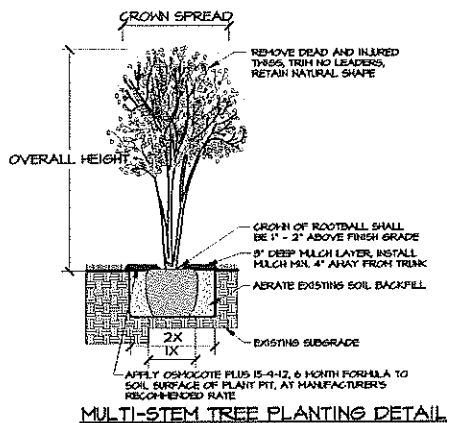 CROWN SPREAD
REMOVE DEAD AND INJURED
TWIGS, TRIM NO LEADERS,
RETAIN NATURAL SHAPE
OVERALL HEIGHT
CROWN OF ROOTBALL SHALL
BE 1" - 2" ABOVE FINISH GRADE
3" DEEP MULCH LAYER, INSTALL
MULCH MIN. 4" AWAY FROM TRUNK
AERATE EXISTING SOIL BACKFILL
2X
1X
EXISTING SUBGRADE
APPLY OSMOCOTE PLUS 15-9-12, 6 MONTH FORMULA TO
SOIL SURFACE OF PLANT PIT, AT MANUFACTURER'S
RECOMMENDED RATE
MULTI-STEM TREE PLANTING DETAIL